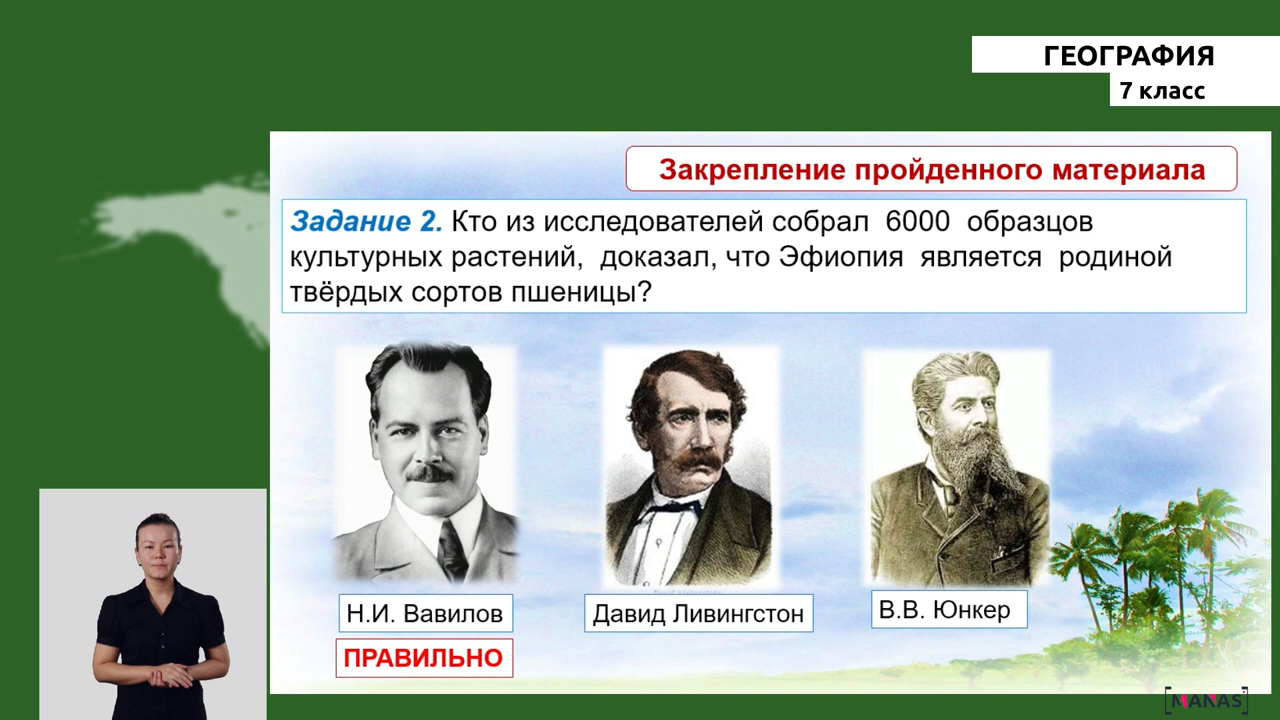 ГЕОГРАФИЯ
7 класс
Закрепление пройденного материала
Задание 2. Кто из исследователей собрал 6000 образцов
культурных растений, доказал, что Эфиопия является родиной
твёрдых сортов пшеницы?
Н.И. Вавилов
Давид Ливингстон
В.В. Юнкер
ПРАВИЛЬНО
[MANAS]